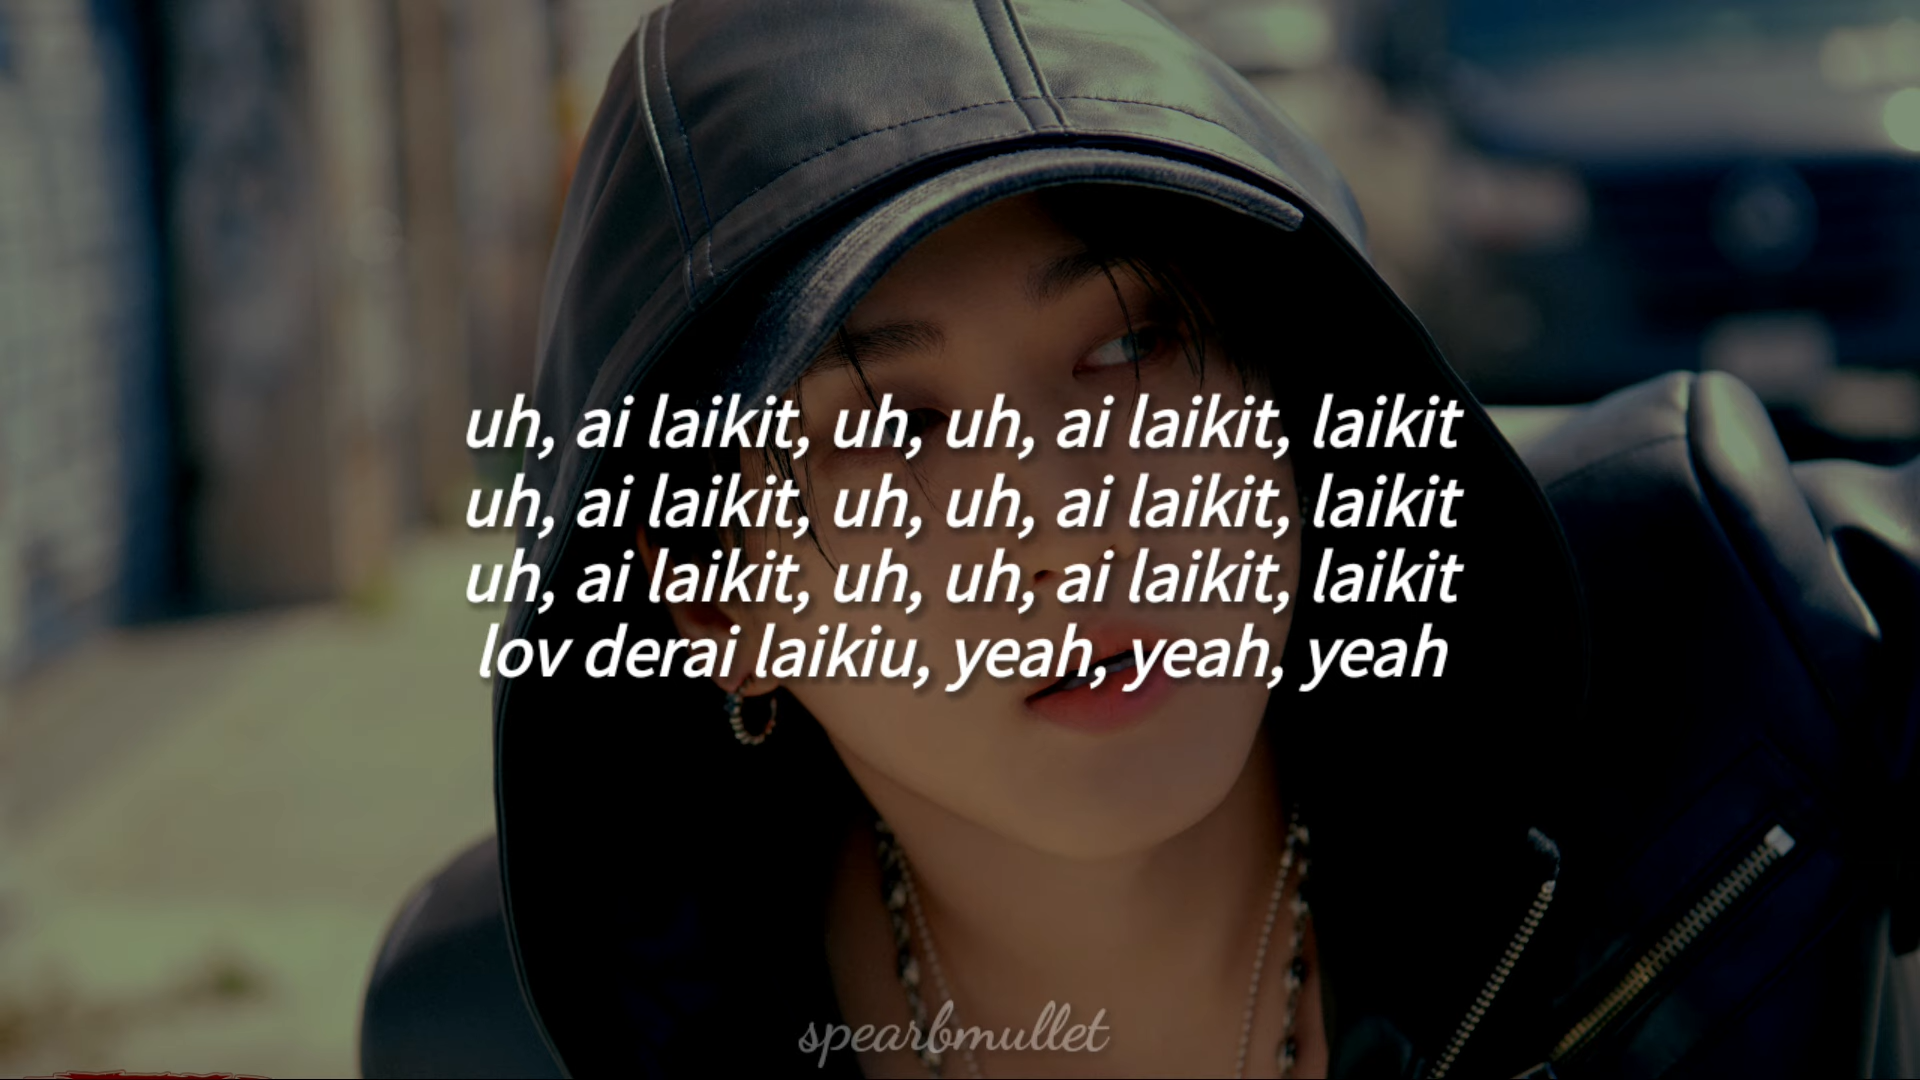 uh, ai laikit, uh, uh, ai laikit, laikit
uh, ai laikit, uh, uh, ai laikit, laikit
uh, ai laikit, uh, uh, ai laikit, laikit
lov derai laikiu, yeah, yeah, yeah
spearbmullet